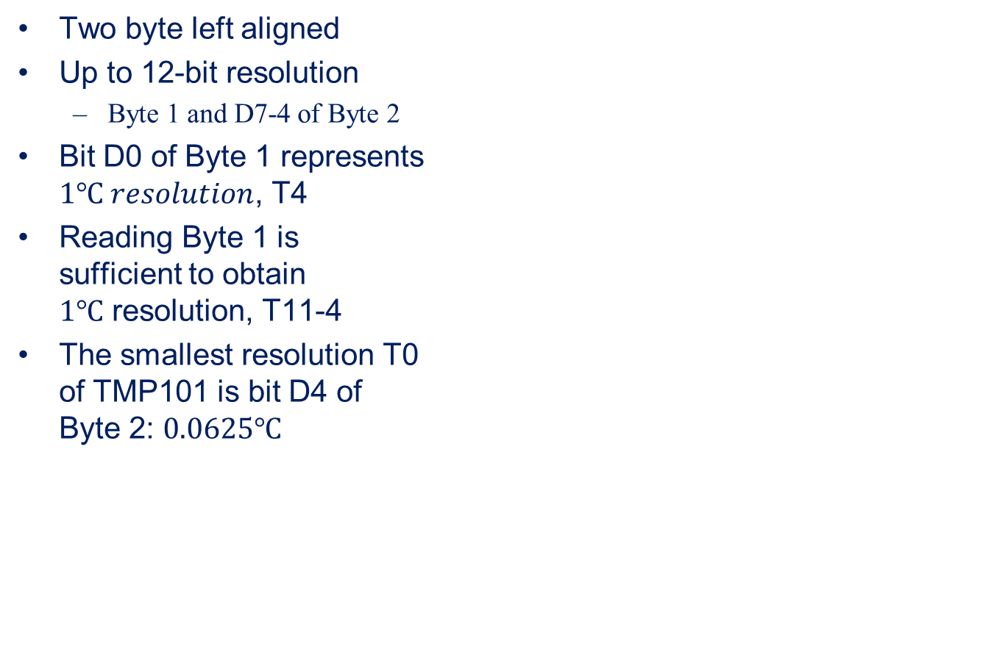 • Two byte left aligned
• Up to 12-bit resolution
– Byte 1 and D7-4 of Byte 2
• Bit D0 of Byte 1 represents
1℃ resolution, T4
• Reading Byte 1 is
sufficient to obtain
1℃ resolution, T11-4
• The smallest resolution T0
of TMP101 is bit D4 of
Byte 2: 0.0625℃